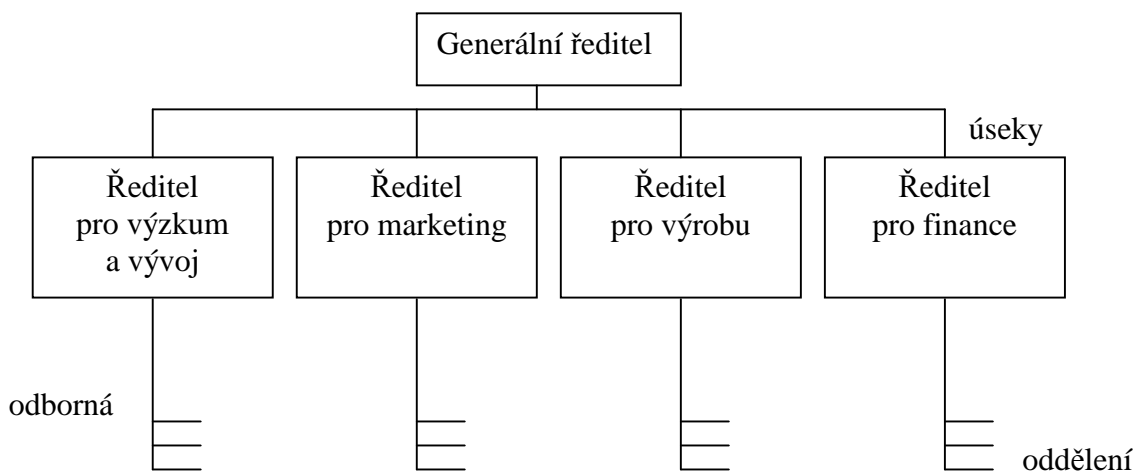 Generální ředitel
úseky
Ředitel
pro výzkum
a vývoj
Ředitel
pro marketing
Ředitel
pro výrobu
Ředitel
pro finance
odborná
oddělení